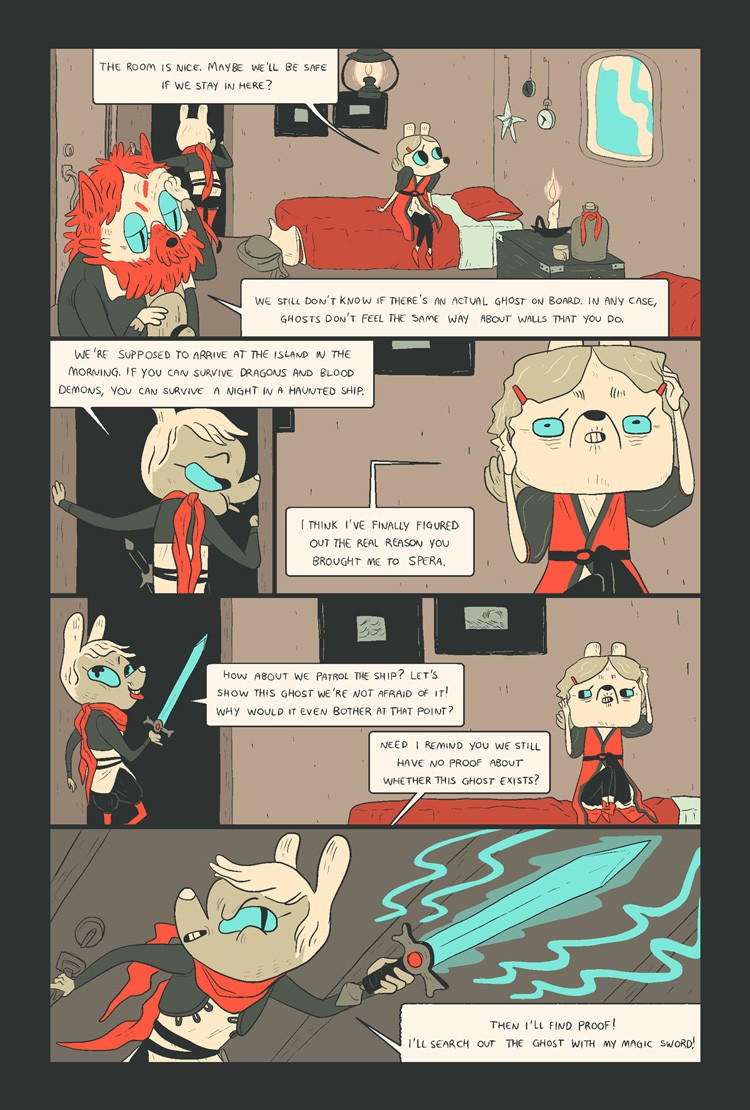 THE ROOM IS NICE. MAYBE WE'LL BE SAFE
IF WE STAY IN HERE?
WE STILL DON'T KNOW IF THERE'S AN ACTUAL GHOST ON BOARD. IN ANY CASE,
GHOSTS DON'T FEEL THE SAME WAY ABOUT WALLS THAT YOU DO.
WE'RE SUPPOSED TO ARRIVE AT THE ISLAND IN THE
MORNING. IF YOU CAN SURVIVE DRAGONS AND BLOOD
DEMONS, YOU CAN SURVIVE A NIGHT IN A HAUNTED SHIP.
I THINK I'VE FINALLY FIGURED
OUT THE REAL REASON YOU
BROUGHT ME TO SPERA.
HOW ABOUT WE PATROL THE SHIP? LET'S
SHOW THIS GHOST WE'RE NOT AFRAID OF IT!
WHY WOULD IT EVEN BOTHER AT THAT POINT?
NEED I REMIND YOU WE STILL
HAVE NO PROOF ABOUT
WHETHER THIS GHOST EXISTS?
THEN I'LL FIND PROOF!
I'LL SEARCH OUT THE GHOST WITH MY MAGIC SWORD!